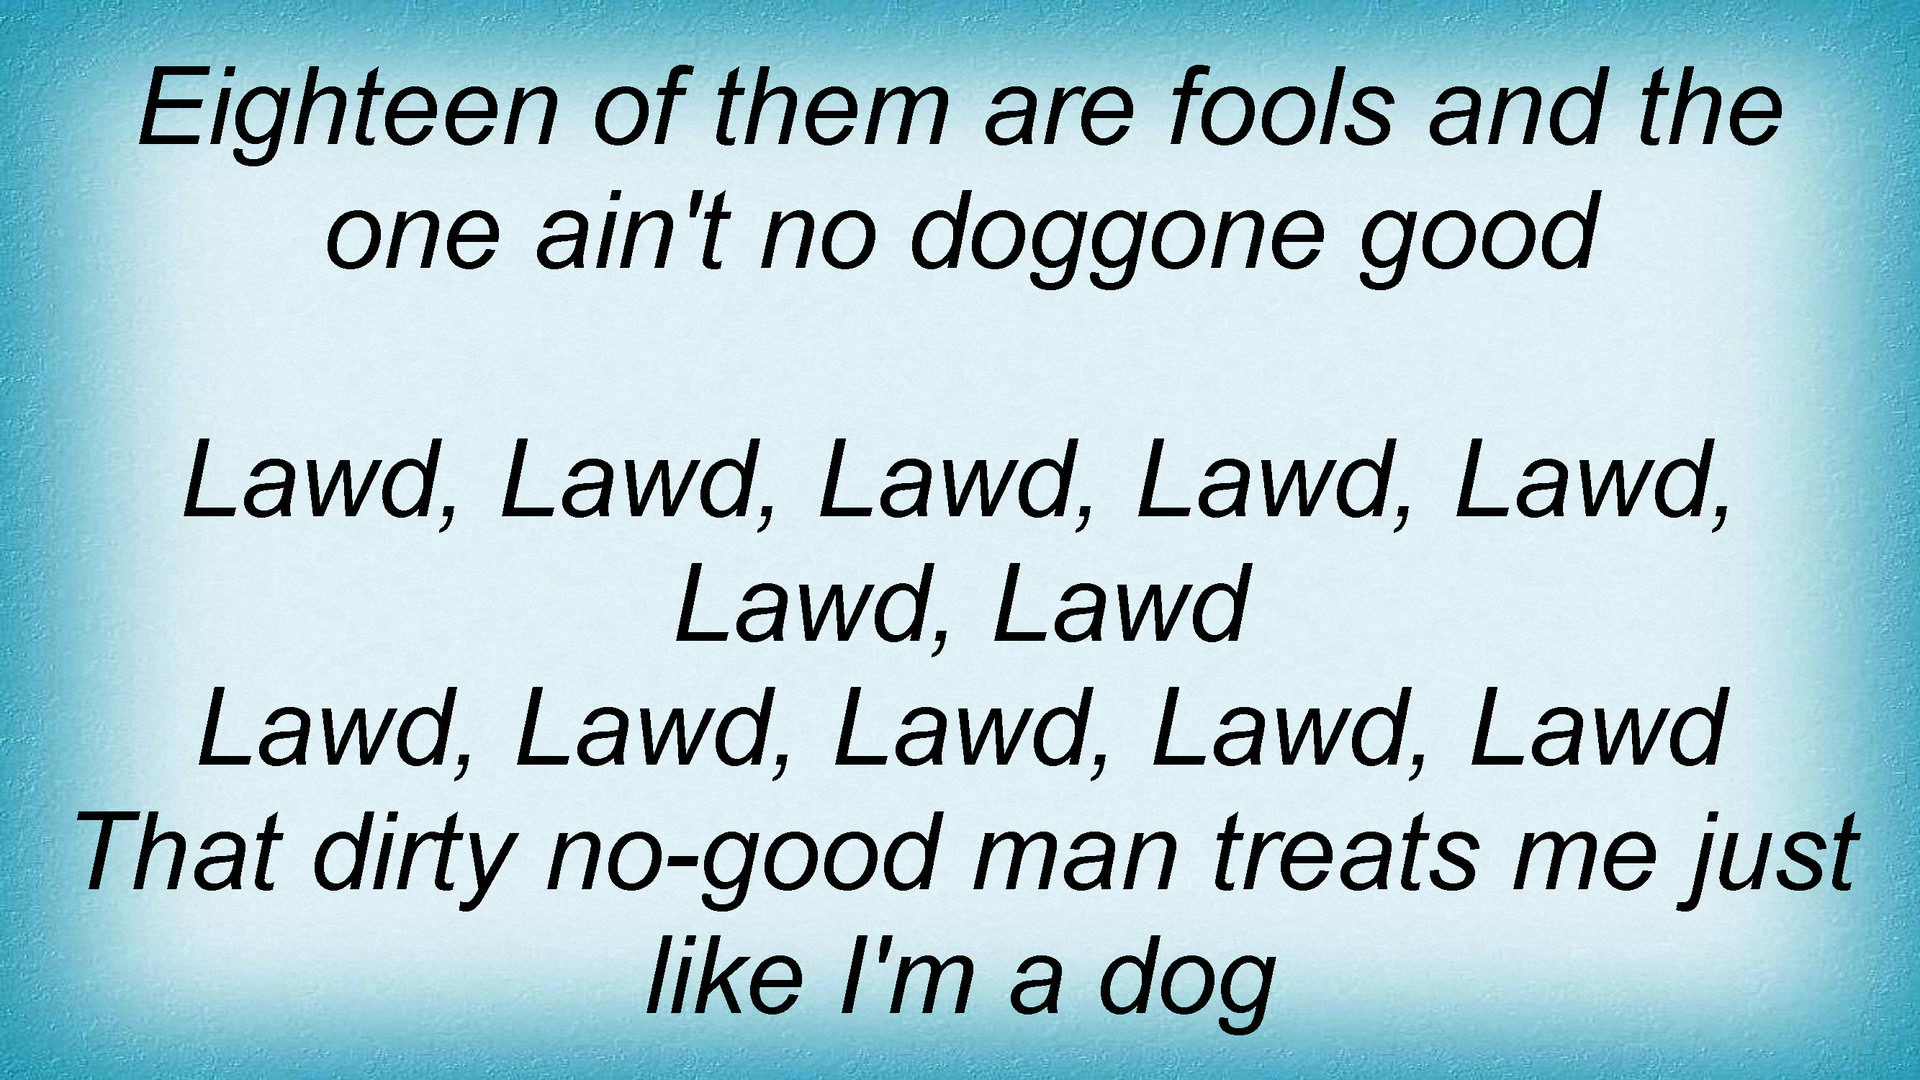 Eighteen of them are fools and the
one ain't no doggone good

Lawd, Lawd, Lawd, Lawd, Lawd,
Lawd, Lawd
Lawd, Lawd, Lawd, Lawd, Lawd
That dirty no-good man treats me just
like I'm a dog